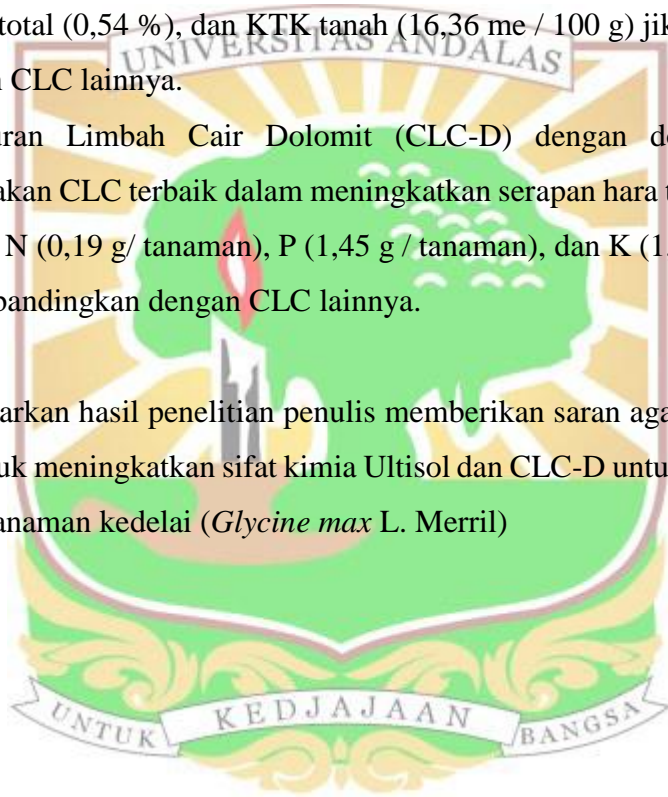 total (0,54 %), dan KTK tanah (16,36 me / 100 g) jik
UNIVERSITAS ANDALAS
CLC lainnya.
uran Limbah Cair Dolomit (CLC-D) dengan do
akan CLC terbaik dalam meningkatkan serapan hara t
N (0,19 g/ tanaman), P (1,45 g / tanaman), dan K (1.
bandingkan dengan CLC lainnya.
arkan hasil penelitian penulis memberikan saran aga
uk meningkatkan sifat kimia Ultisol dan CLC-D untu
anaman kedelai (Glycine max L. Merril)
UNTUK KEDJAJAAN BANGSA